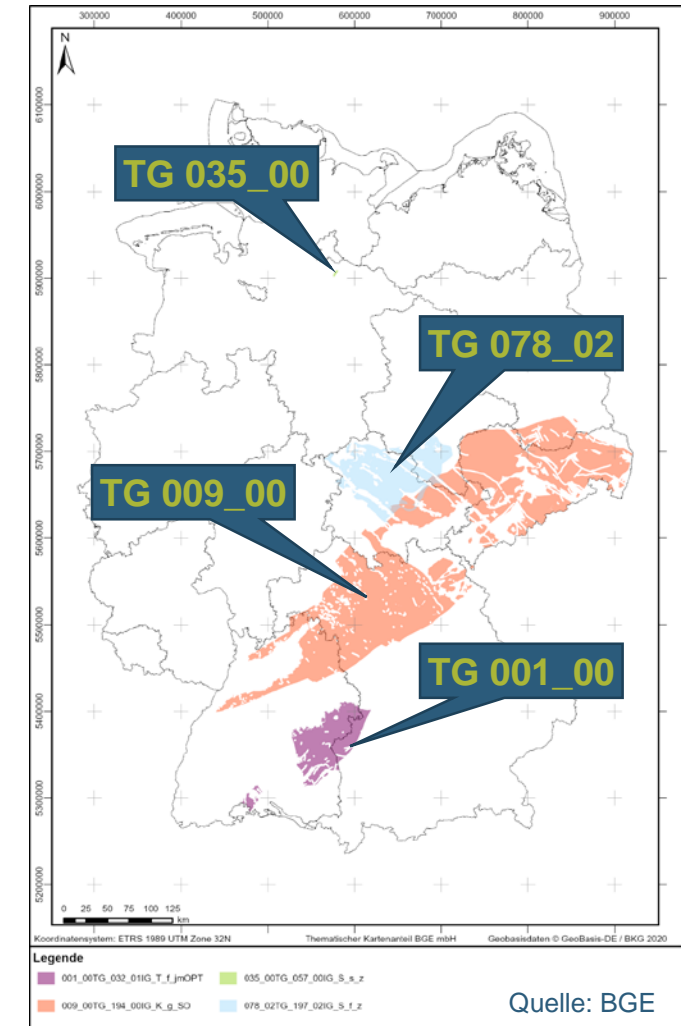 300000 400000 500000 600000 700000 800000 900000
N
6100000
6000000
5900000
5800000
5700000
5600000
5500000
5400000
5300000
5200000
TG 035_00
TG 078_02
TG 009_00
TG 001_00
0 25 50 75 100 125
km
Koordinatensystem: ETRS 1989 UTM Zone 32N Thematischer Kartenanteil BGE mbH Geobasisdaten © GeoBasis-DE / BKG 2020
Legende
001_00TG_032_01IG_T_f_jmOPT 035_00TG_057_00IG_S_s_z
009_00TG_194_00IG_K_g_SO 078_02TG_197_02IG_S_f_z
Quelle: BGE